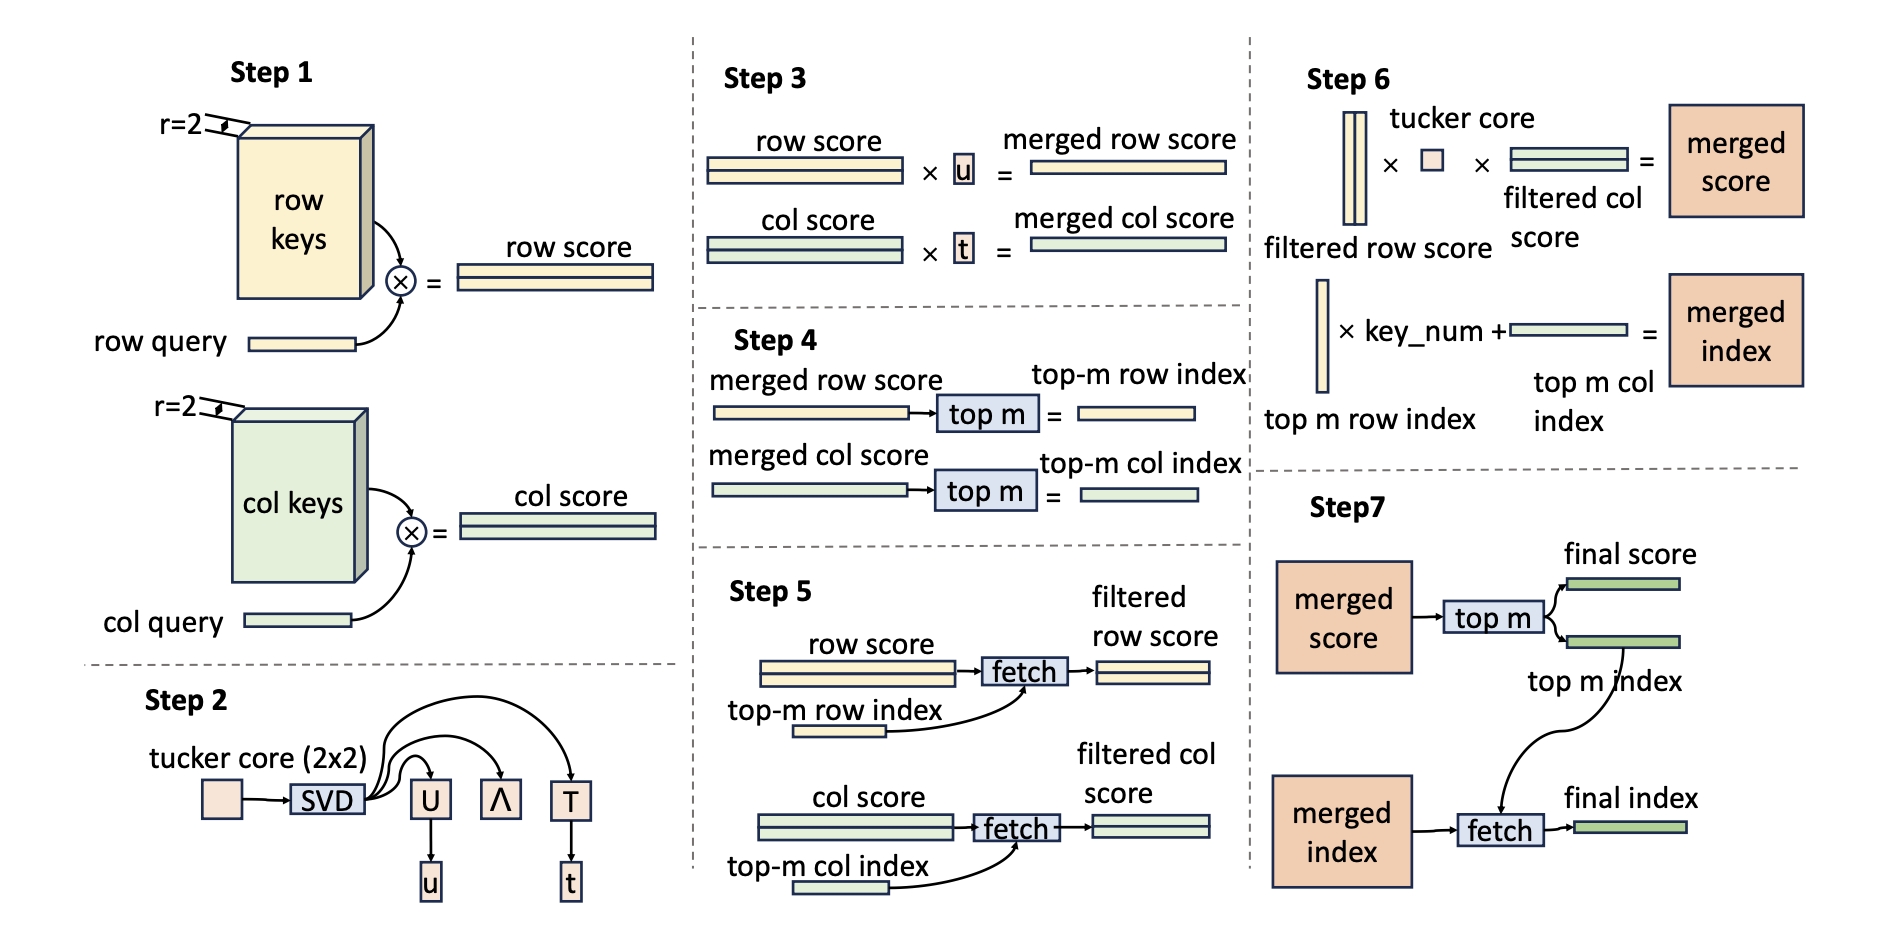 Step 1
r=2
row
keys
row score
× =
row query
r=2
col keys
col score
× =
col query
Step 2
tucker core (2x2)
SVD
U
Λ
T
u
t
Step 3
row score
merged row score
× u =
col score
merged col score
× t =
Step 4
merged row score
top-m row index
top m =
merged col score
top-m col index
top m =
Step 5
filtered
row score
row score
fetch
top-m row index
filtered col
score
col score
fetch
top-m col index
Step 6
tucker core
× × =
merged
score
filtered col
score
filtered row score
× key_num + =
merged
index
top m col
index
top m row index
Step7
final score
merged
score
top m
top m index
final index
merged
index
fetch